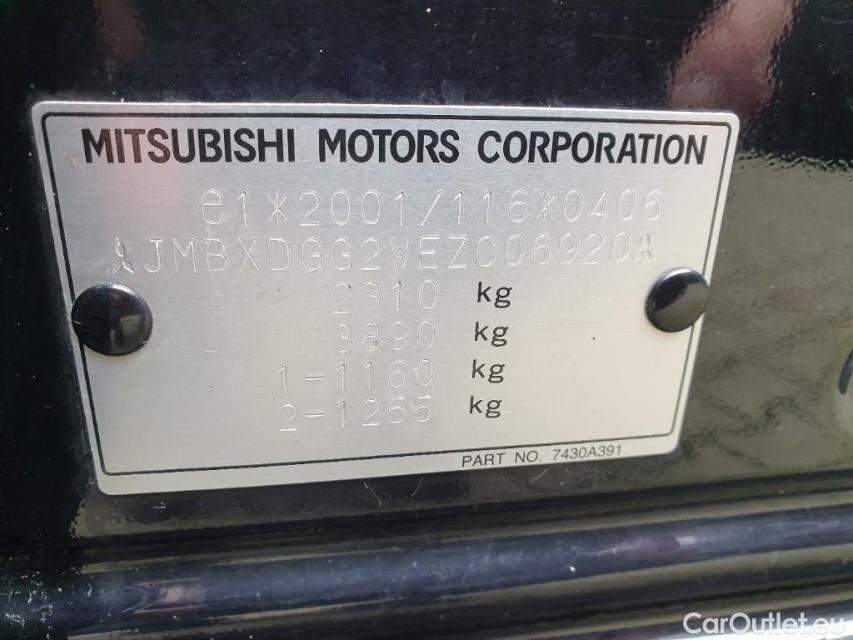 MITSUBISHI MOTORS CORPORATION
e1*2001/116*0406
JMBXDGG2WEZC06920
2310 kg
3890 kg
1-1160 kg
2-1255 kg
PART NO. 7430A391
CarOutlet.eu